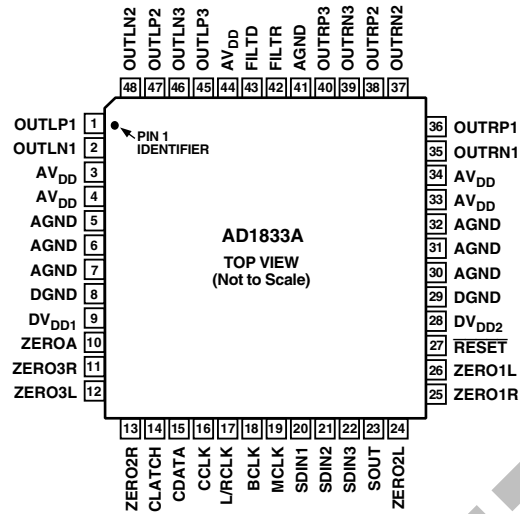 OUTLN2
OUTLP2
OUTLN3
OUTLP3
AVDD
FILTD
FILTR
AGND
OUTRP3
OUTRN3
OUTRP2
OUTRN2
48 47 46 45 44 43 42 41 40 39 38 37
OUTLP1 1
OUTLN1 2
AVDD 3
AVDD 4
AGND 5
AGND 6
AGND 7
DGND 8
DVDD1 9
ZEROA 10
ZERO3R 11
ZERO3L 12
PIN 1
IDENTIFIER
AD1833A
TOP VIEW
(Not to Scale)
36 OUTRP1
35 OUTRN1
34 AVDD
33 AVDD
32 AGND
31 AGND
30 AGND
29 DGND
28 DVDD2
27 RESET
26 ZERO1L
25 ZERO1R
13 14 15 16 17 18 19 20 21 22 23 24
ZERO2R
CLATCH
CDATA
CCLK
L/RCLK
BCLK
MCLK
SDIN1
SDIN2
SDIN3
SOUT
ZERO2L